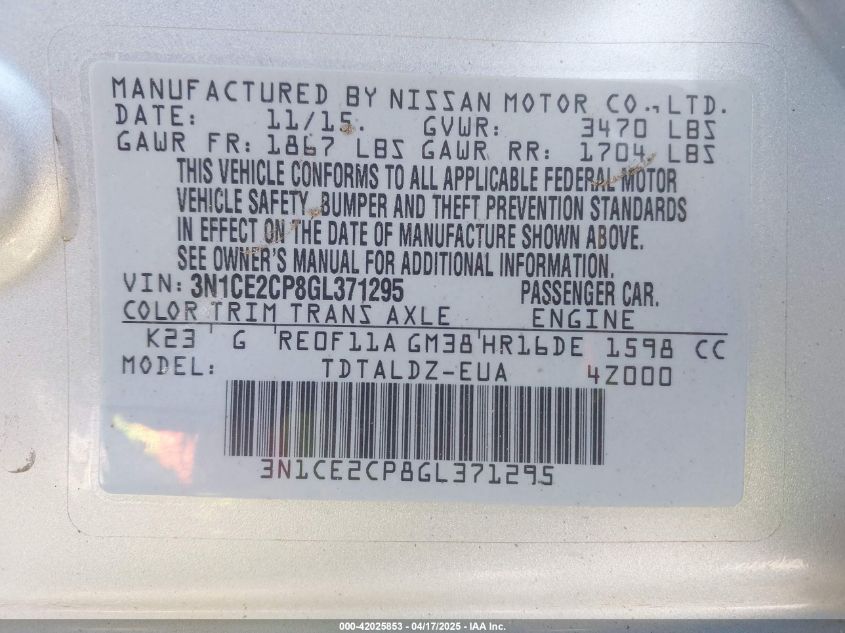 MANUFACTURED BY NISSAN MOTOR CO., LTD.
DATE: 11/15. GVWR: 3470 LBS
GAWR FR: 1867 LBS GAWR RR: 1704 LBS
THIS VEHICLE CONFORMS TO ALL APPLICABLE FEDERAL MOTOR
VEHICLE SAFETY, BUMPER AND THEFT PREVENTION STANDARDS
IN EFFECT ON THE DATE OF MANUFACTURE SHOWN ABOVE.
SEE OWNER'S MANUAL FOR ADDITIONAL INFORMATION.
VIN: 3N1CE2CP8GL371295 PASSENGER CAR.
COLOR TRIM TRANS AXLE ENGINE
K23 ' G ' RE0F11A GM38 ' HR16DE 1598 CC
MODEL: TDTALDZ-EUA 4Z000
3N1CE2CP8GL371295
000-42025853 - 04/17/2025 - IAA Inc.